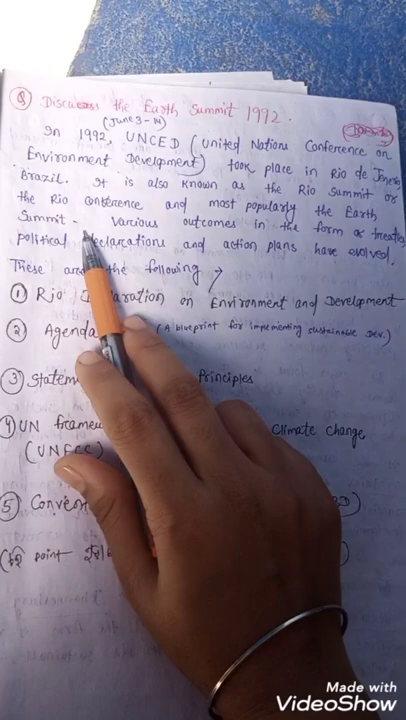 Q Discuss the Earth Summit 1992.
(June 3-14)
In 1992, UNCED (United Nations Conference on
Environment Development) took place in Rio de Jeneiro
Brazil. It is also known as the Rio Summit or
the Rio conference and most popularly the Earth
Summit - Various outcomes in the form of treaties
political declarations and action plans have evolved.
These are the following →
① Rio Declaration on Environment and Development
② Agenda (A blueprint for implementing sustainable Dev.)
③ Statem Principles
④ UN framew Climate change
(UNFCC)
⑤ Conven BD)
point
Made with
VideoShow